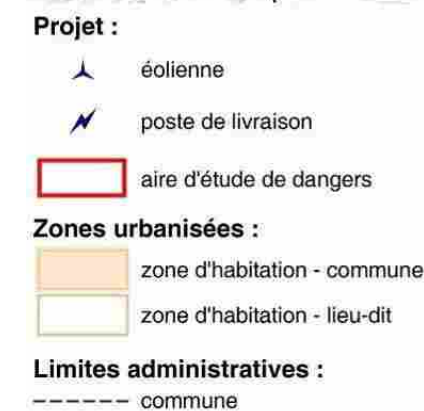 Projet :
éolienne
poste de livraison
aire d'étude de dangers
Zones urbanisées :
zone d'habitation - commune
zone d'habitation - lieu-dit
Limites administratives :
commune